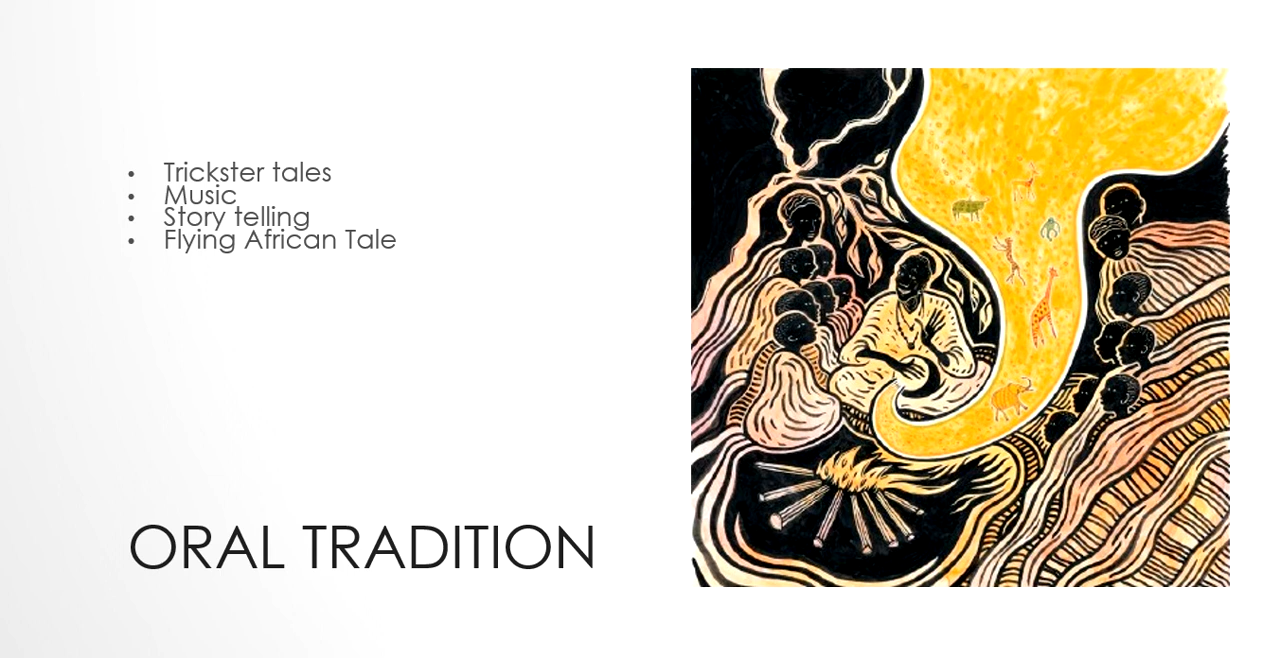 • Trickster tales
• Music
• Story telling
• Flying African Tale
ORAL TRADITION